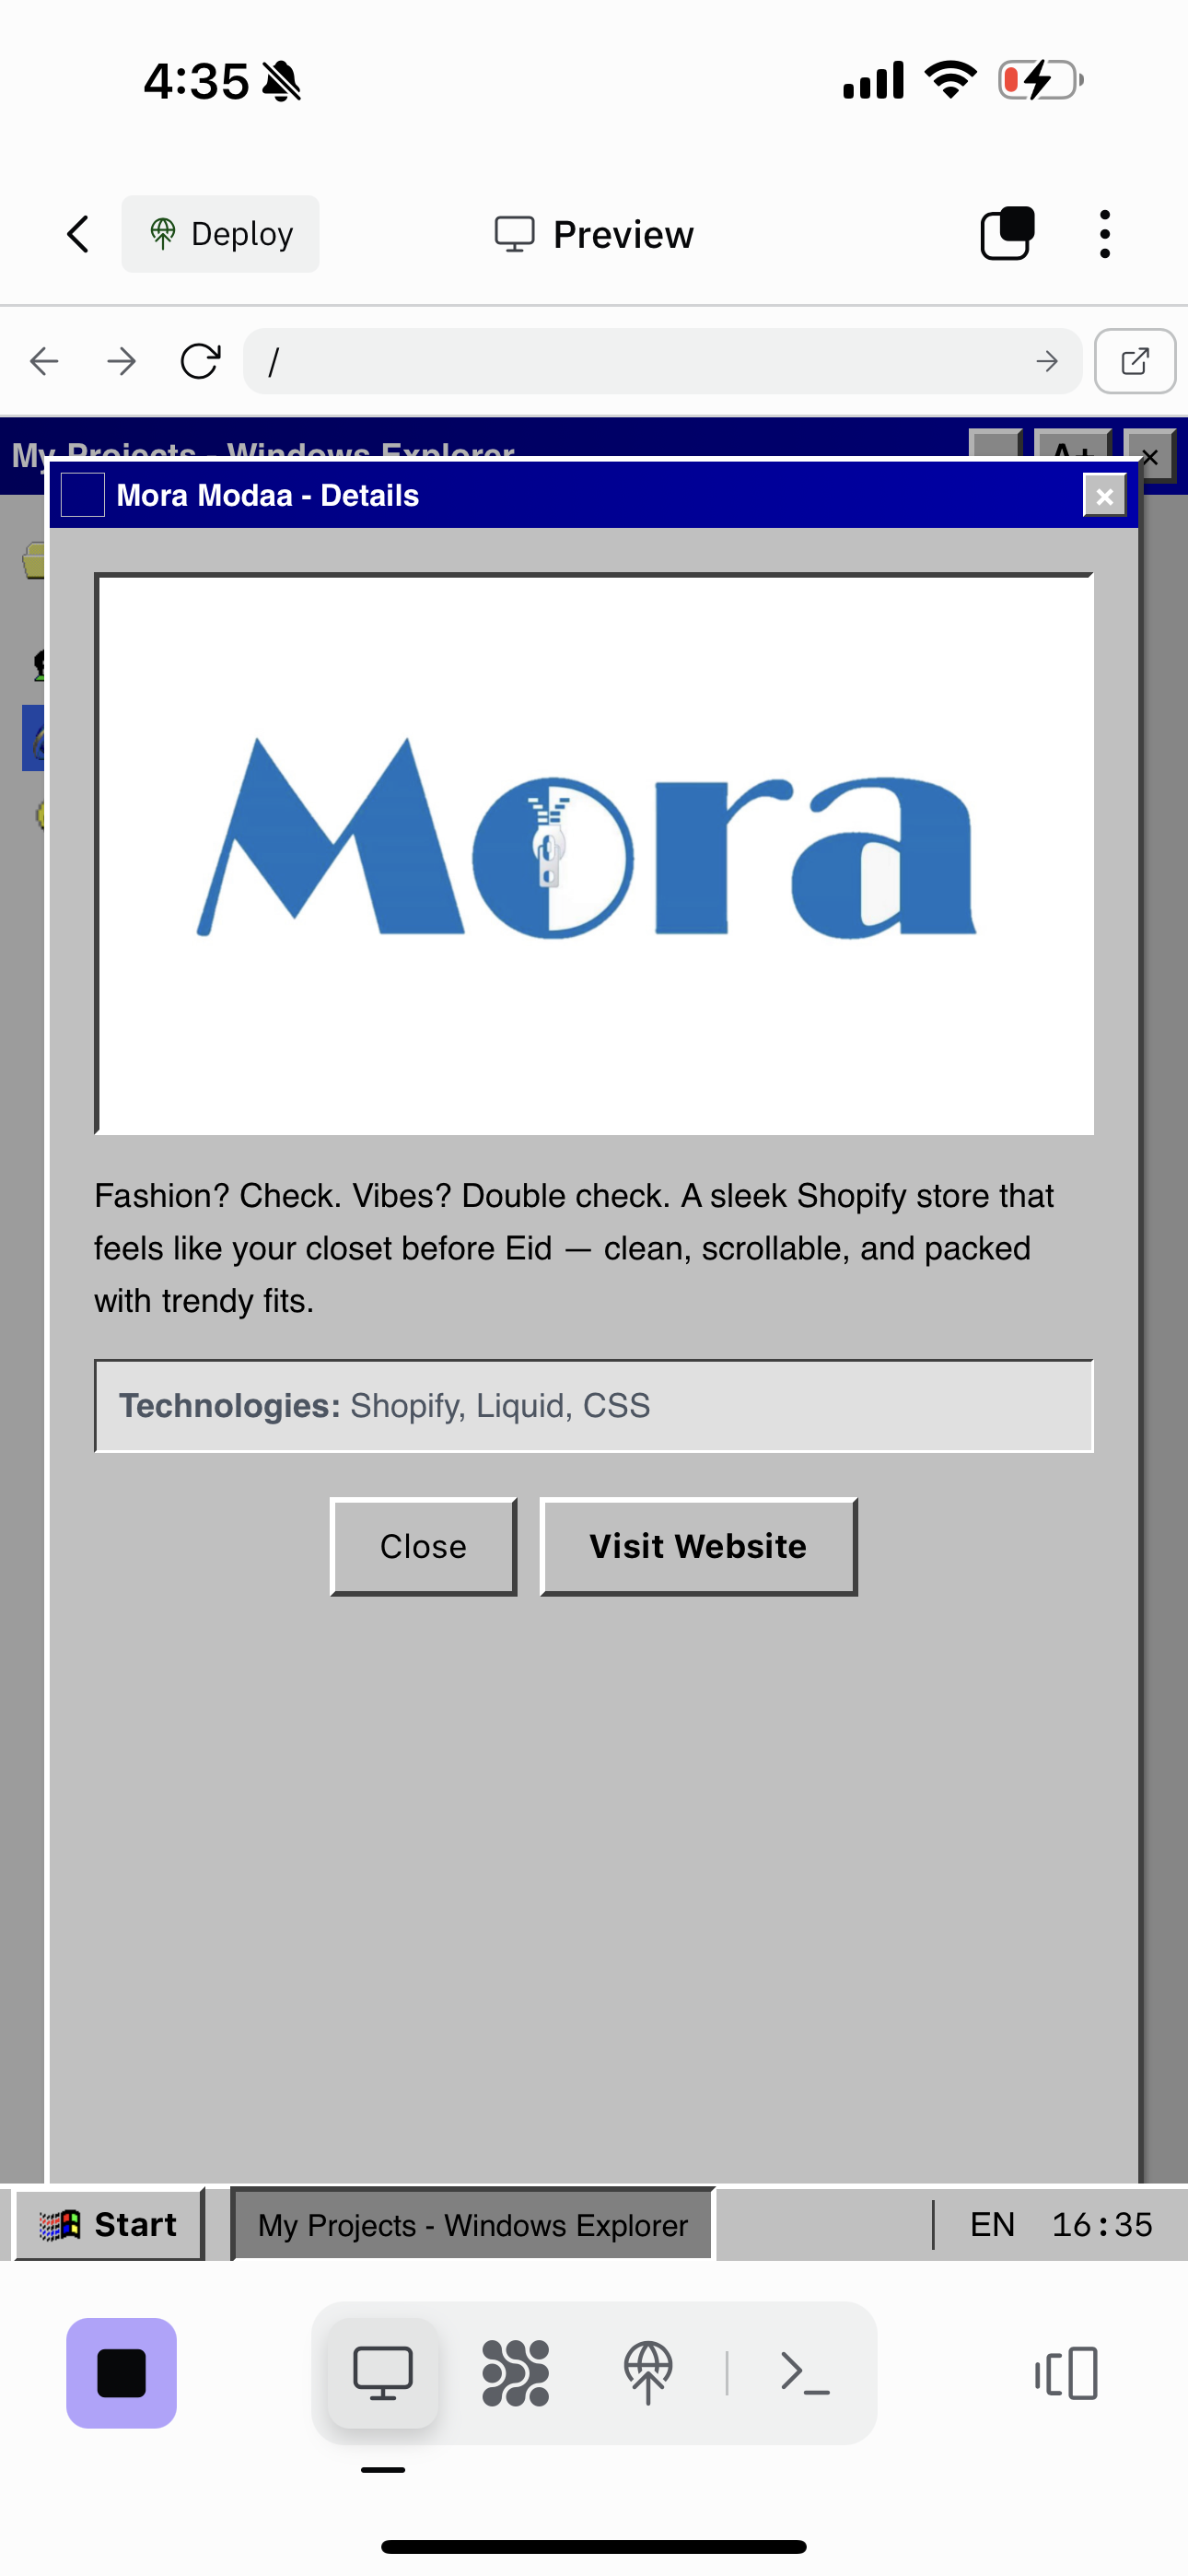 4:35
Deploy
Preview
/
My Projects - Windows Explorer
A+
×
Mora Modaa - Details
×
Mora
Fashion? Check. Vibes? Double check. A sleek Shopify store that
feels like your closet before Eid — clean, scrollable, and packed
with trendy fits.
Technologies: Shopify, Liquid, CSS
Close
Visit Website
Start
My Projects - Windows Explorer
EN
16:35